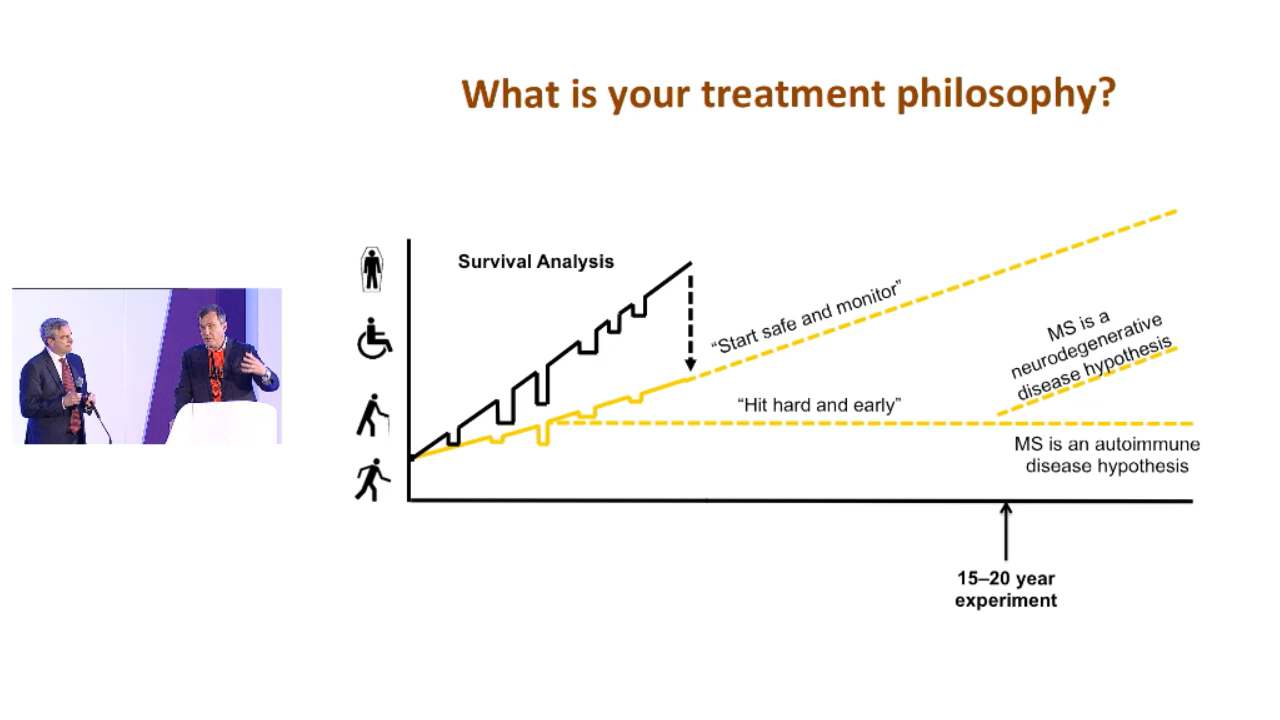 What is your treatment philosophy?
Survival Analysis
“Start safe and monitor”
MS is a
neurodegenerative
disease hypothesis
“Hit hard and early”
MS is an autoimmune
disease hypothesis
15–20 year
experiment